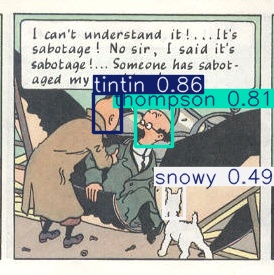 I can't understand it!...It's
sabotage! No sir, I said it's
sabotage!... Someone has sabot-
aged my
tintin 0.86
thompson 0.81
snowy 0.49